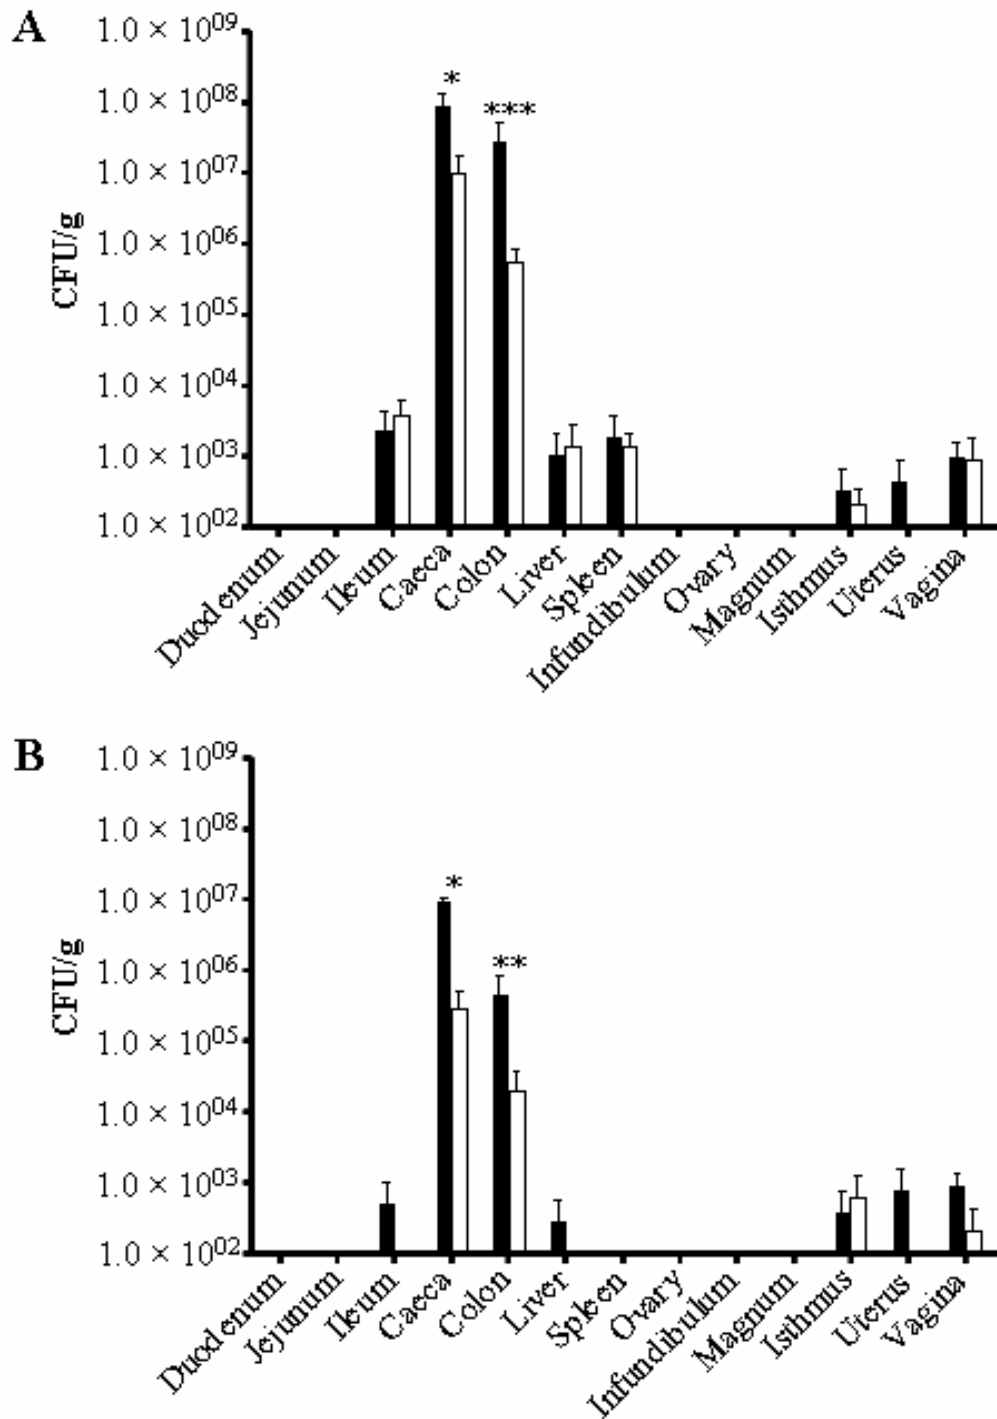 A
1.0 × 10⁰⁹
1.0 × 10⁰⁸
1.0 × 10⁰⁷
1.0 × 10⁰⁶
1.0 × 10⁰⁵
1.0 × 10⁰⁴
1.0 × 10⁰³
1.0 × 10⁰²
CFU/g
*
***
Duodenum
Jejunum
Ileum
Caeca
Colon
Liver
Spleen
Infundibulum
Ovary
Magnum
Isthmus
Uterus
Vagina
B
1.0 × 10⁰⁹
1.0 × 10⁰⁸
1.0 × 10⁰⁷
1.0 × 10⁰⁶
1.0 × 10⁰⁵
1.0 × 10⁰⁴
1.0 × 10⁰³
1.0 × 10⁰²
CFU/g
*
**
Duodenum
Jejunum
Ileum
Caeca
Colon
Liver
Spleen
Ovary
Infundibulum
Magnum
Isthmus
Uterus
Vagina